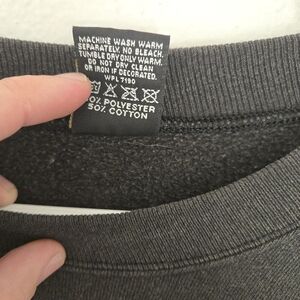 MACHINE WASH WARM
SEPARATELY. NO BLEACH.
TUMBLE DRY ONLY WARM.
DO NOT DRY CLEAN
OR IRON IF DECORATED.
WPL 7190
0% POLYESTER
50% COTTON